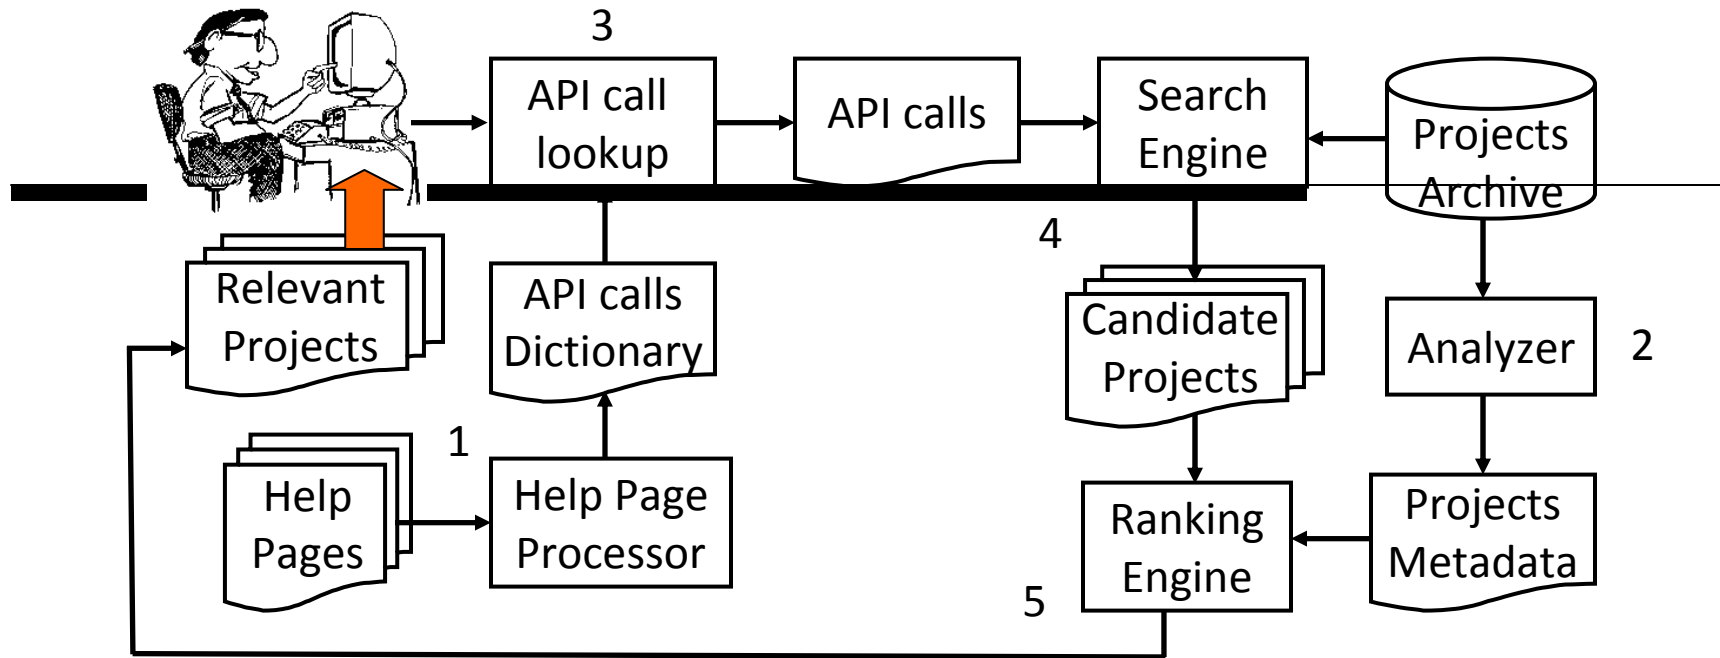 3
API call
lookup
API calls
Search
Engine
Projects
Archive
4
Relevant
Projects
API calls
Dictionary
Candidate
Projects
Analyzer
2
1
Help
Pages
Help Page
Processor
Ranking
Engine
Projects
Metadata
5